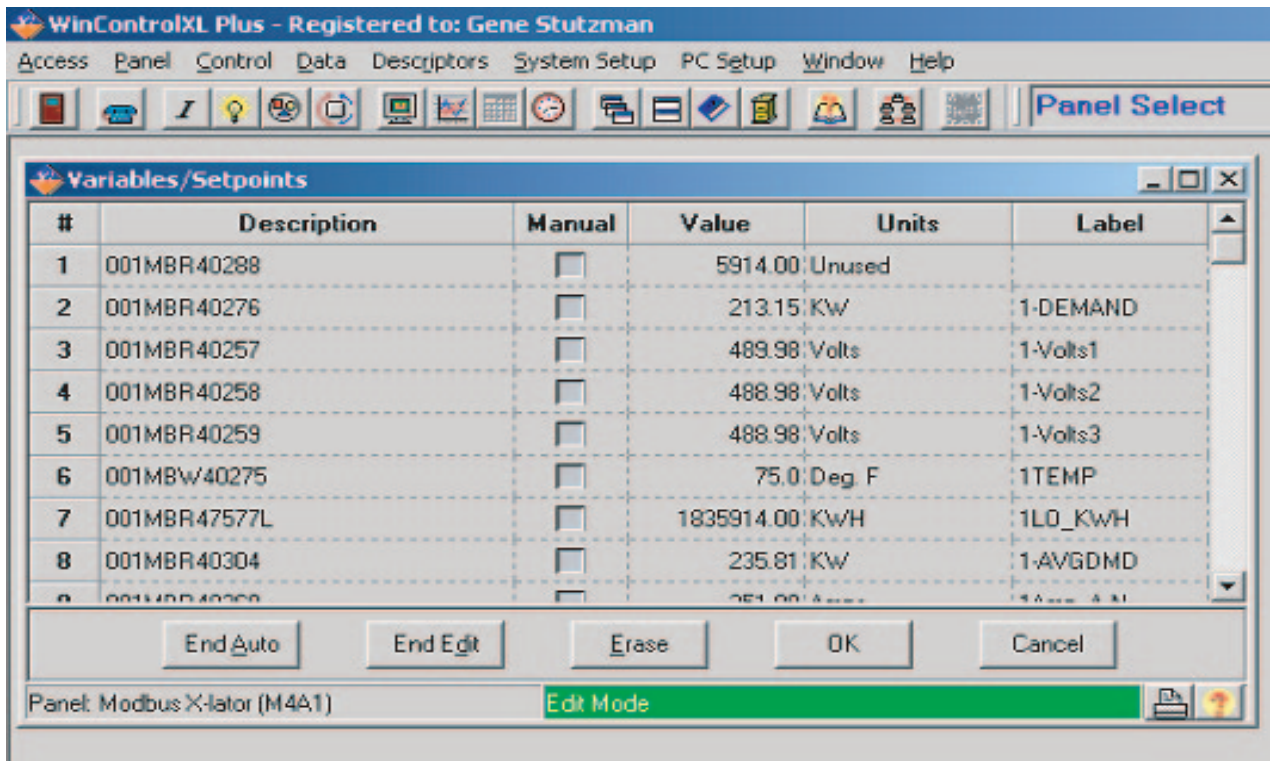 WinControlXL Plus - Registered to: Gene Stutzman
Access Panel Control Data Descriptors System Setup PC Setup Window Help
Panel Select
Variables/Setpoints
# Description Manual Value Units Label
1 001MBR40288 5914.00 Unused
2 001MBR40276 213.15 KW 1-DEMAND
3 001MBR40257 489.98 Volts 1-Volts1
4 001MBR40258 488.98 Volts 1-Volts2
5 001MBR40259 488.98 Volts 1-Volts3
6 001MBW40275 75.0 Deg. F 1TEMP
7 001MBR47577L 1835914.00 KWH 1LO_KWH
8 001MBR40304 235.81 KW 1-AVGDMD
End Auto End Edit Erase OK Cancel
Panel: Modbus X-lator (M4A1) Edit Mode